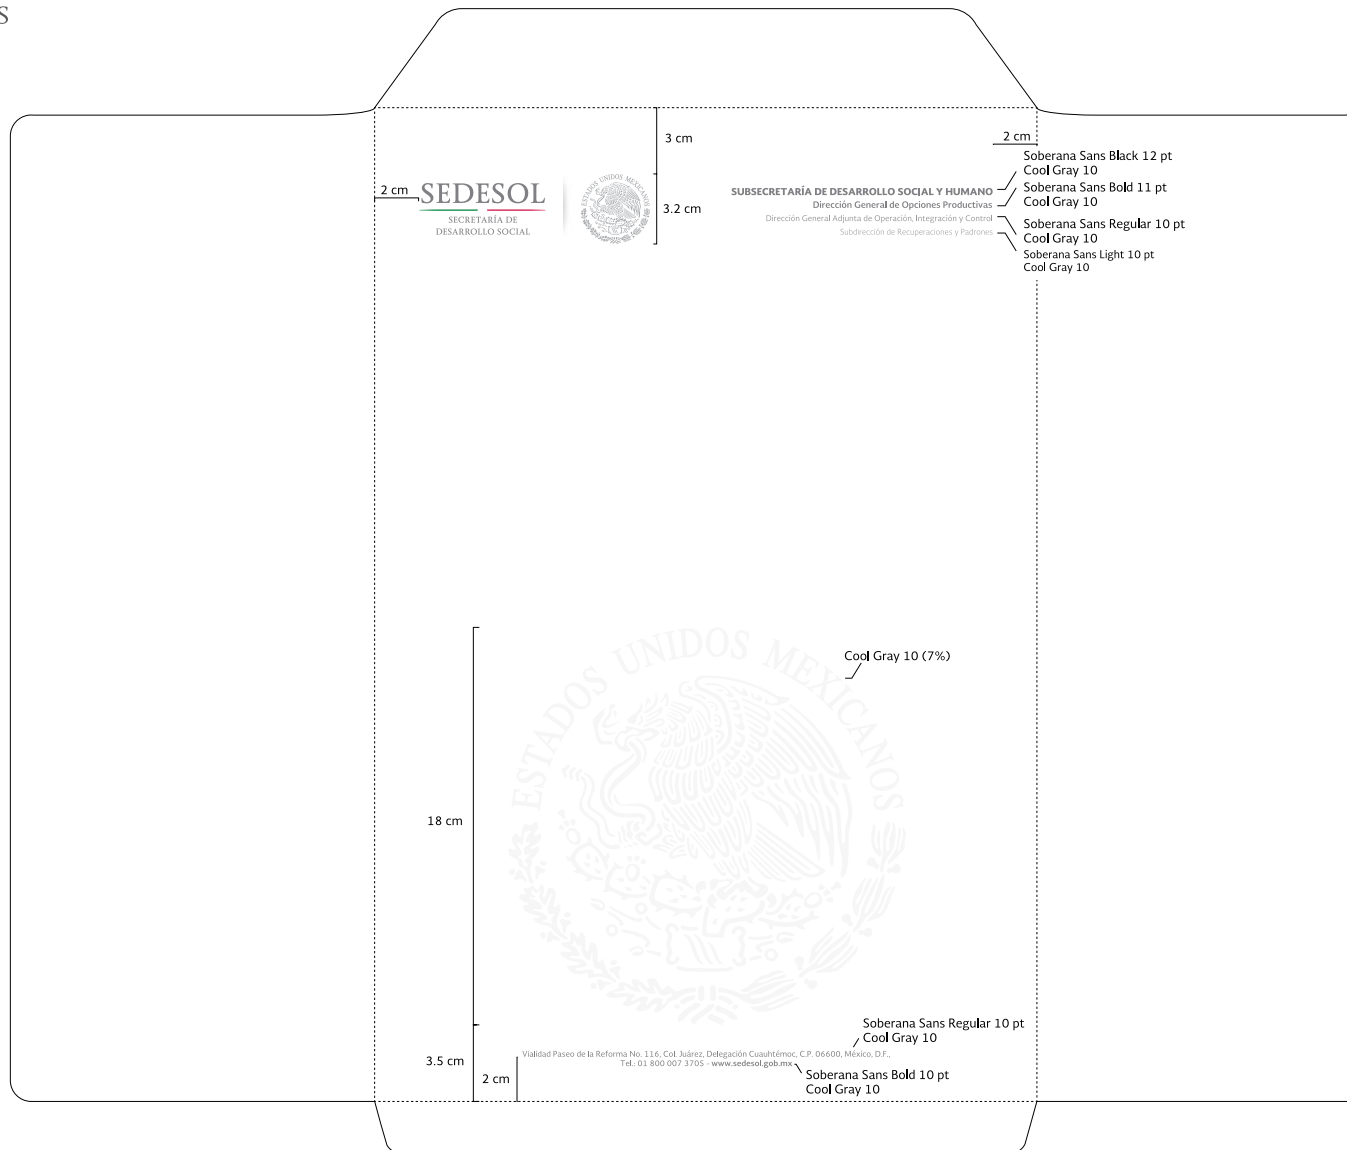 S
3 cm
2 cm
Soberana Sans Black 12 pt
Cool Gray 10
2 cm
SEDESOL
SECRETARÍA DE
DESARROLLO SOCIAL
ESTADOS UNIDOS MEXICANOS
3.2 cm
SUBSECRETARÍA DE DESARROLLO SOCIAL Y HUMANO
Dirección General de Opciones Productivas
Dirección General Adjunta de Operación, Integración y Control
Subdirección de Recuperaciones y Padrones
Soberana Sans Bold 11 pt
Cool Gray 10
Soberana Sans Regular 10 pt
Cool Gray 10
Soberana Sans Light 10 pt
Cool Gray 10
ESTADOS UNIDOS MEXICANOS
Cool Gray 10 (7%)
18 cm
Soberana Sans Regular 10 pt
Cool Gray 10
3.5 cm
2 cm
Vialidad Paseo de la Reforma No. 116, Col. Juárez, Delegación Cuauhtémoc, C.P. 06600, México, D.F.,
Tel.: 01 800 007 3705 - www.sedesol.gob.mx
Soberana Sans Bold 10 pt
Cool Gray 10